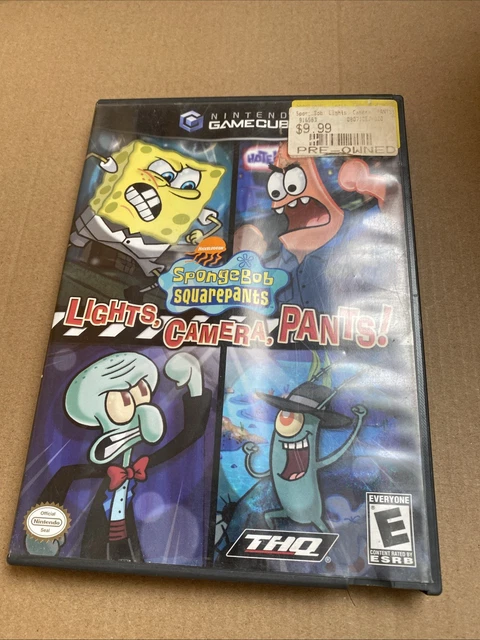 NINTENDO
GAMECUBE
$9.99
PRE-OWNED
HOTEL
NICKELODEON
SpongeBob
SQUAREPANTS
LIGHTS, CAMERA, PANTS!
Official
Nintendo
Seal
THQ
EVERYONE
E
CONTENT RATED BY
ESRB